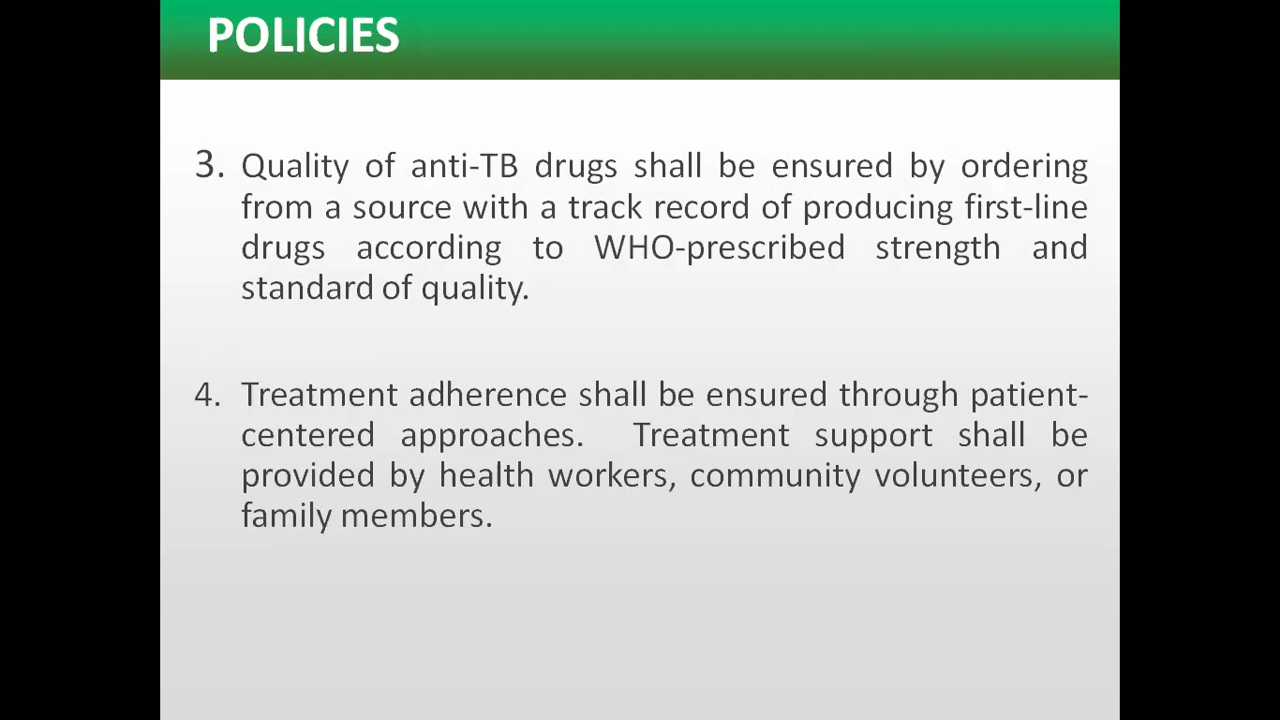 POLICIES
3. Quality of anti-TB drugs shall be ensured by ordering
from a source with a track record of producing first-line
drugs according to WHO-prescribed strength and
standard of quality.
4. Treatment adherence shall be ensured through patient-
centered approaches. Treatment support shall be
provided by health workers, community volunteers, or
family members.